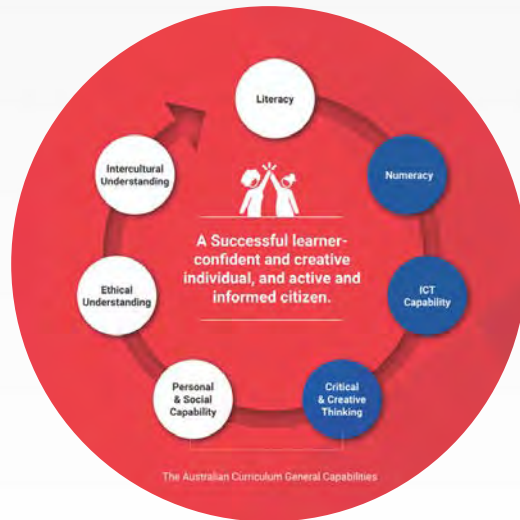 Literacy
Numeracy
ICT
Capability
Critical
& Creative
Thinking
Personal
& Social
Capability
Ethical
Understanding
Intercultural
Understanding
A Successful learner-
confident and creative
individual, and active and
informed citizen.
The Australian Curriculum General Capabilities